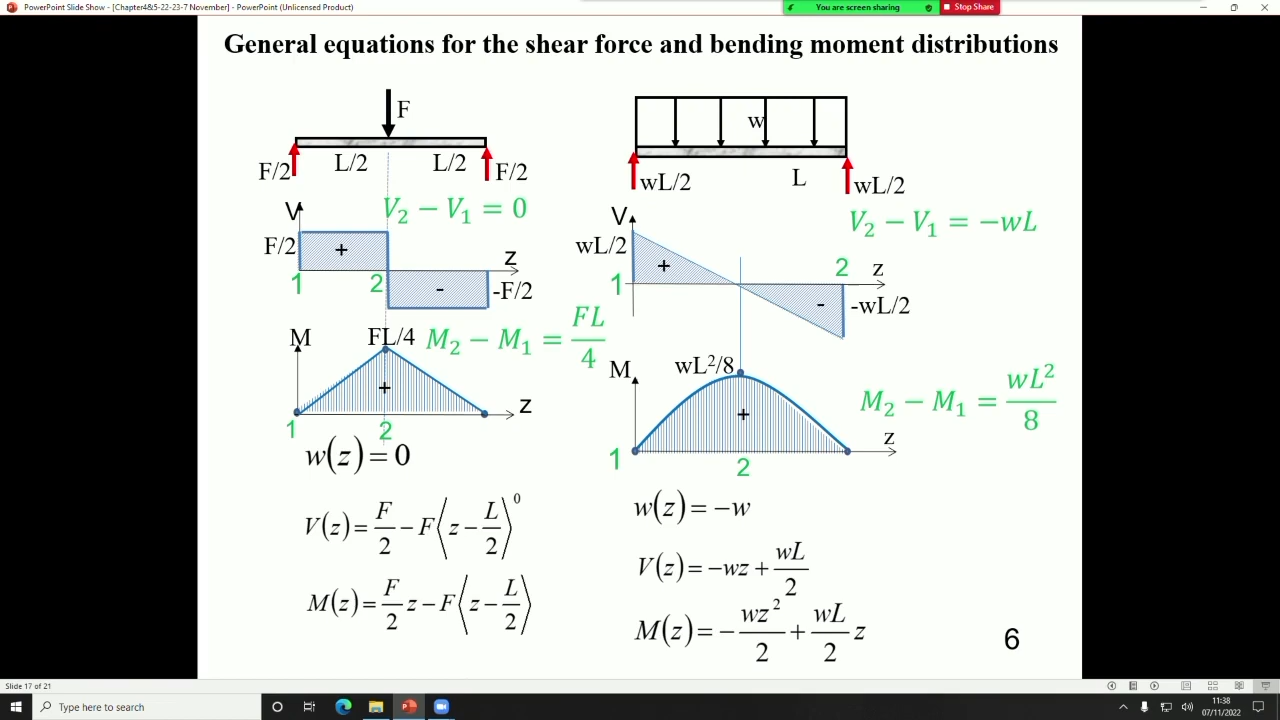 PowerPoint Slide Show - [Chapter4&5-22-23-7 November] - PowerPoint (Unlicensed Product)
You are screen sharing
Stop Share
General equations for the shear force and bending moment distributions
F
L/2
L/2
F/2
F/2
V₂ − V₁ = 0
V
F/2
+
z
1
2
-
-F/2
M
FL/4
M₂ − M₁ = FL/4
+
z
1
2
w(z) = 0
V(z) = F/2 − F⟨z − L/2⟩⁰
M(z) = F/2 z − F⟨z − L/2⟩
w
wL/2
L
wL/2
V
V₂ − V₁ = −wL
wL/2
+
2
z
1
-
-wL/2
M
wL²/8
M₂ − M₁ = wL²/8
+
z
1
2
w(z) = −w
V(z) = −wz + wL/2
M(z) = − wz²/2 + wL/2 z
6
Slide 17 of 21
Type here to search
11:38
07/11/2022